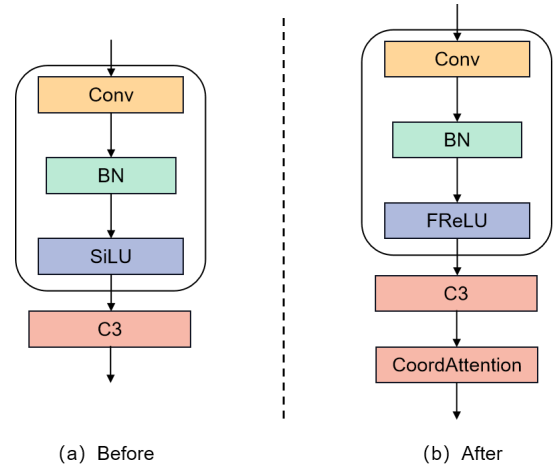 Conv
BN
SiLU
C3
(a) Before
Conv
BN
FReLU
C3
CoordAttention
(b) After